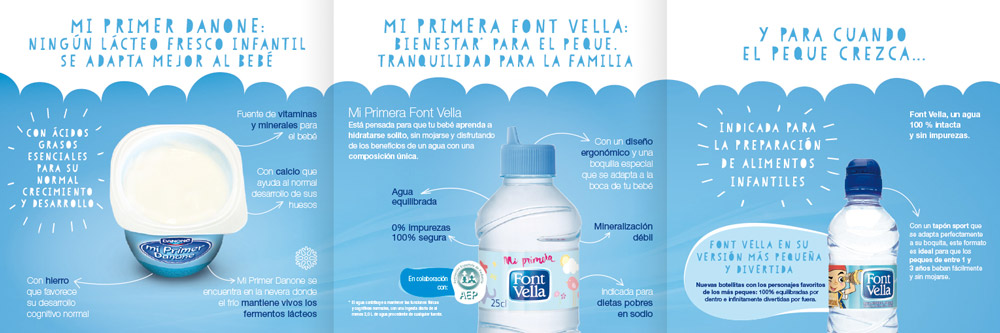 MI PRIMER DANONE:
NINGÚN LÁCTEO FRESCO INFANTIL
SE ADAPTA MEJOR AL BEBÉ
CON ÁCIDOS
GRASOS
ESENCIALES
PARA SU
NORMAL
CRECIMIENTO
Y DESARROLLO
Fuente de vitaminas
y minerales para
el bebé
Con calcio que
ayuda al normal
desarrollo de sus
huesos
DANONE
mi Primer
Danone
Con hierro
que favorece
su desarrollo
cognitivo normal
Mi Primer Danone se
encuentra en la nevera donde
el frío mantiene vivos los
fermentos lácteos
MI PRIMERA FONT VELLA:
BIENESTAR* PARA EL PEQUE.
TRANQUILIDAD PARA LA FAMILIA
Mi Primera Font Vella
Está pensada para que tu bebé aprenda a
hidratarse solito, sin mojarse y disfrutando
de los beneficios de un agua con una
composición única.
Con un diseño
ergonómico y una
boquilla especial
que se adapta a la
boca de tu bebé
Agua
equilibrada
0% impurezas
100% segura
Mineralización
débil
En colaboración
con:
AEP
mi primera
Font
Vella
25cl
Indicada para
dietas pobres
en sodio
Y PARA CUANDO
EL PEQUE CREZCA...
INDICADA PARA
LA PREPARACIÓN
DE ALIMENTOS
INFANTILES
Font Vella, un agua
100 % intacta
y sin impurezas.
FONT VELLA EN SU
VERSIÓN MÁS PEQUEÑA
Y DIVERTIDA
Nuevas botellitas con los personajes favoritos
de los más peques: 100% equilibradas por
dentro e infinitamente divertidas por fuera.
Con un tapón sport que
se adapta perfectamente
a su boquita, este formato
es ideal para que los
peques de entre 1 y
3 años beban fácilmente
y sin mojarse.
Font
Vella